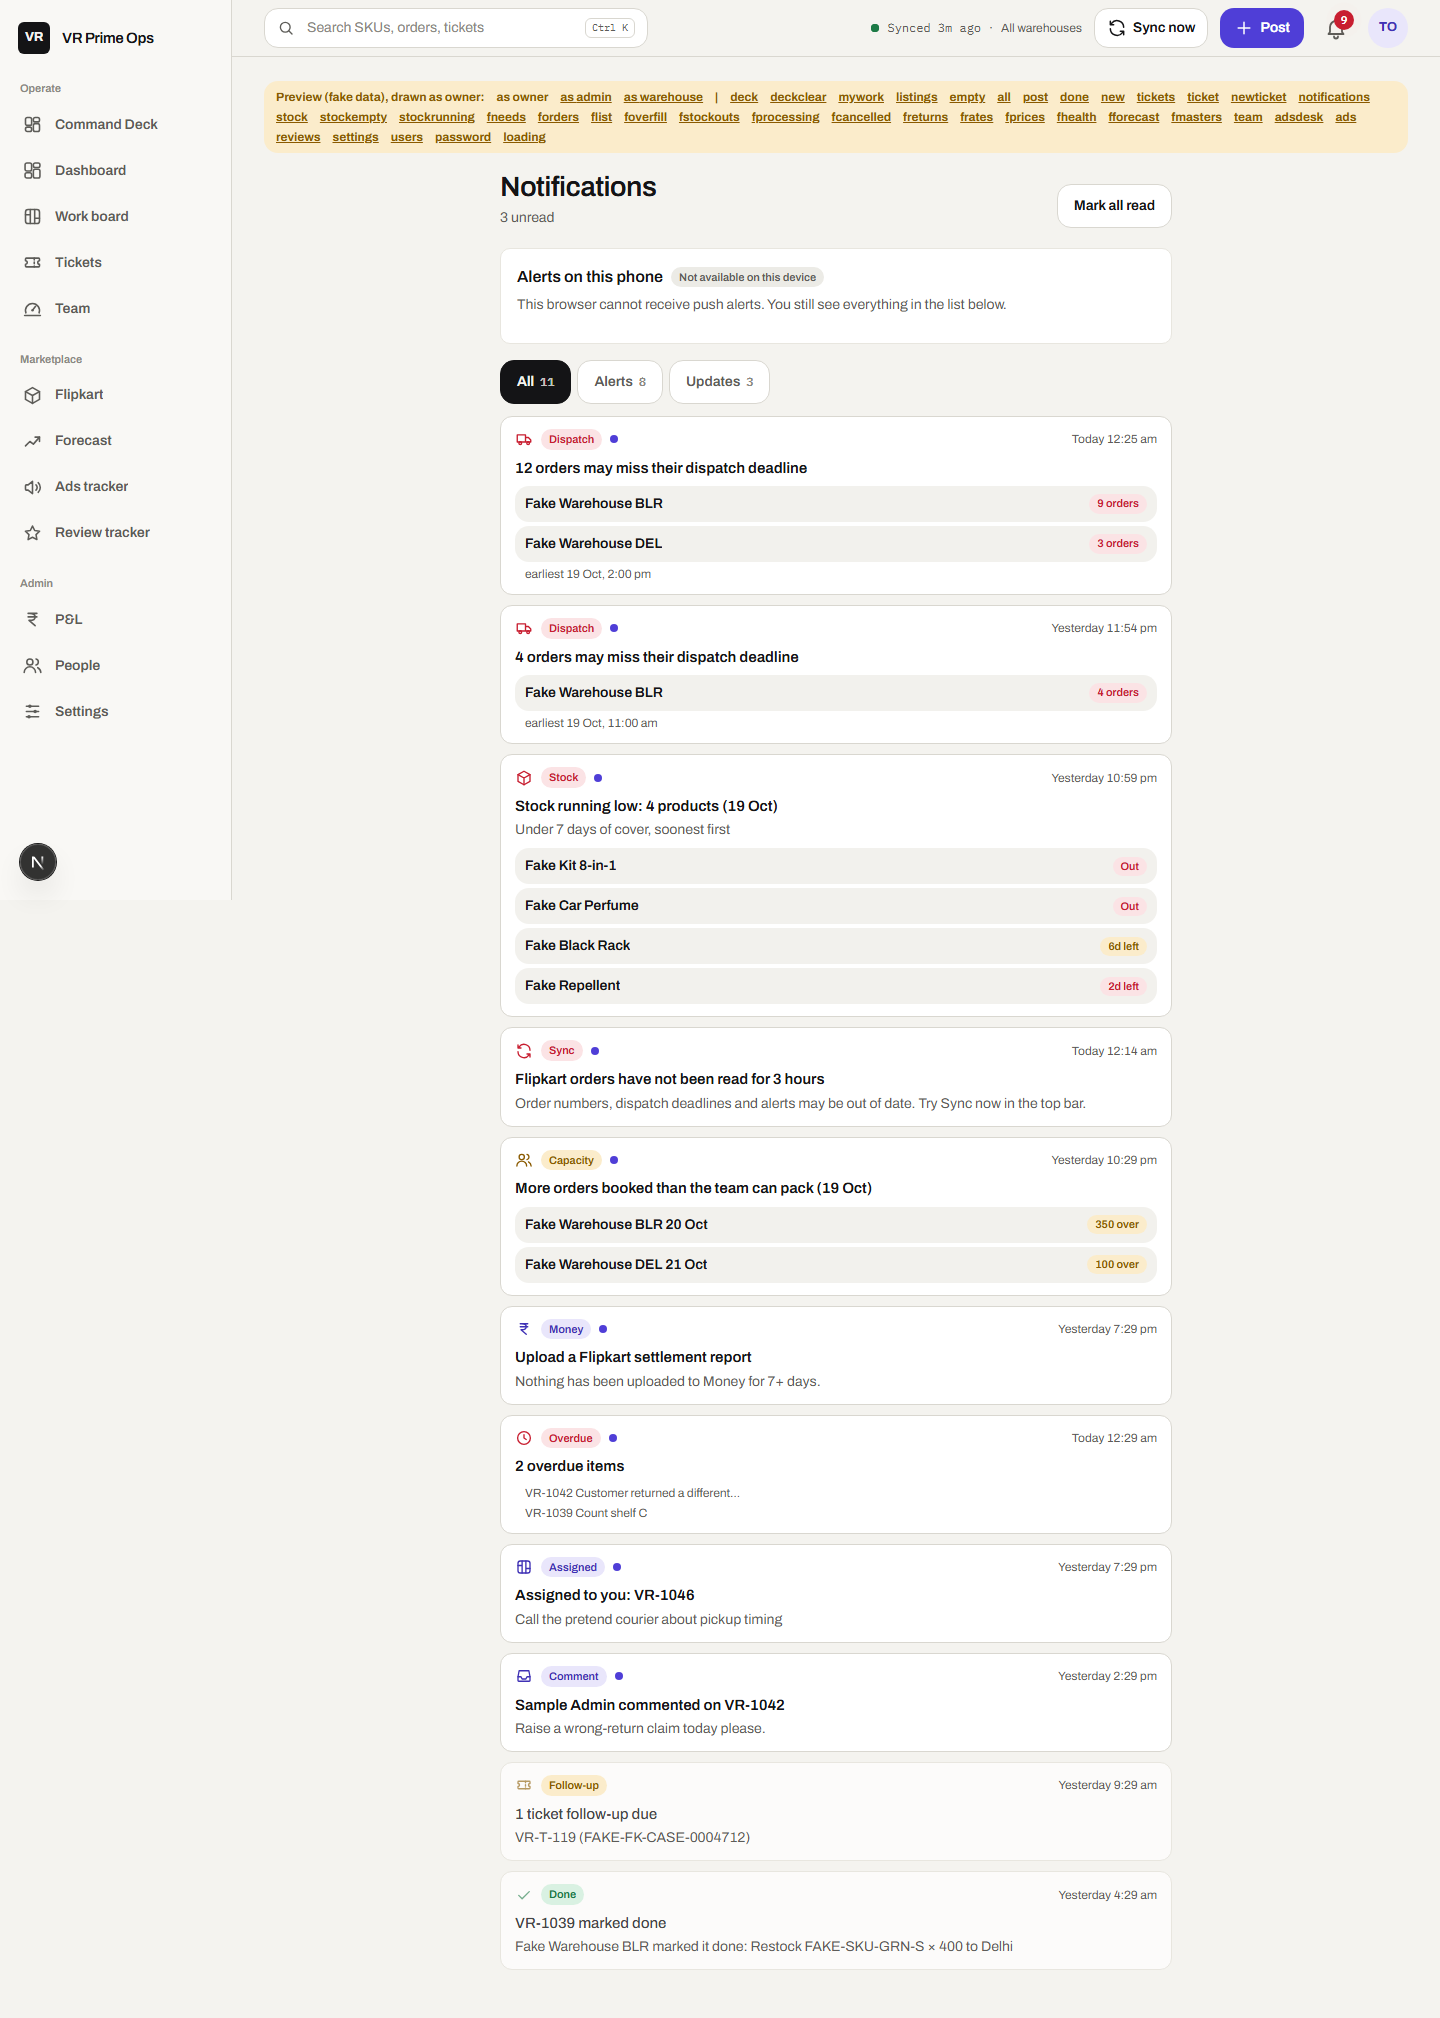 VR VR Prime Ops
Search SKUs, orders, tickets Ctrl K
Synced 3m ago · All warehouses
Sync now
Post
9
TO
Operate
Command Deck
Dashboard
Work board
Tickets
Team
Marketplace
Flipkart
Forecast
Ads tracker
Review tracker
Admin
P&L
People
Settings
N
Preview (fake data), drawn as owner: as owner as admin as warehouse | deck deckclear mywork listings empty all post done new tickets ticket newticket notifications
stock stockempty stockrunning fneeds forders flist foverfill fstockouts fprocessing fcancelled freturns frates fprices fhealth fforecast fmasters team adsdesk ads
reviews settings users password loading
Notifications
3 unread
Mark all read
Alerts on this phone Not available on this device
This browser cannot receive push alerts. You still see everything in the list below.
All 11 Alerts 8 Updates 3
Dispatch Today 12:25 am
12 orders may miss their dispatch deadline
Fake Warehouse BLR 9 orders
Fake Warehouse DEL 3 orders
earliest 19 Oct, 2:00 pm
Dispatch Yesterday 11:54 pm
4 orders may miss their dispatch deadline
Fake Warehouse BLR 4 orders
earliest 19 Oct, 11:00 am
Stock Yesterday 10:59 pm
Stock running low: 4 products (19 Oct)
Under 7 days of cover, soonest first
Fake Kit 8-in-1 Out
Fake Car Perfume Out
Fake Black Rack 6d left
Fake Repellent 2d left
Sync Today 12:14 am
Flipkart orders have not been read for 3 hours
Order numbers, dispatch deadlines and alerts may be out of date. Try Sync now in the top bar.
Capacity Yesterday 10:29 pm
More orders booked than the team can pack (19 Oct)
Fake Warehouse BLR 20 Oct 350 over
Fake Warehouse DEL 21 Oct 100 over
Money Yesterday 7:29 pm
Upload a Flipkart settlement report
Nothing has been uploaded to Money for 7+ days.
Overdue Today 12:29 am
2 overdue items
VR-1042 Customer returned a different...
VR-1039 Count shelf C
Assigned Yesterday 7:29 pm
Assigned to you: VR-1046
Call the pretend courier about pickup timing
Comment Yesterday 2:29 pm
Sample Admin commented on VR-1042
Raise a wrong-return claim today please.
Follow-up Yesterday 9:29 am
1 ticket follow-up due
VR-T-119 (FAKE-FK-CASE-0004712)
Done Yesterday 4:29 am
VR-1039 marked done
Fake Warehouse BLR marked it done: Restock FAKE-SKU-GRN-S × 400 to Delhi